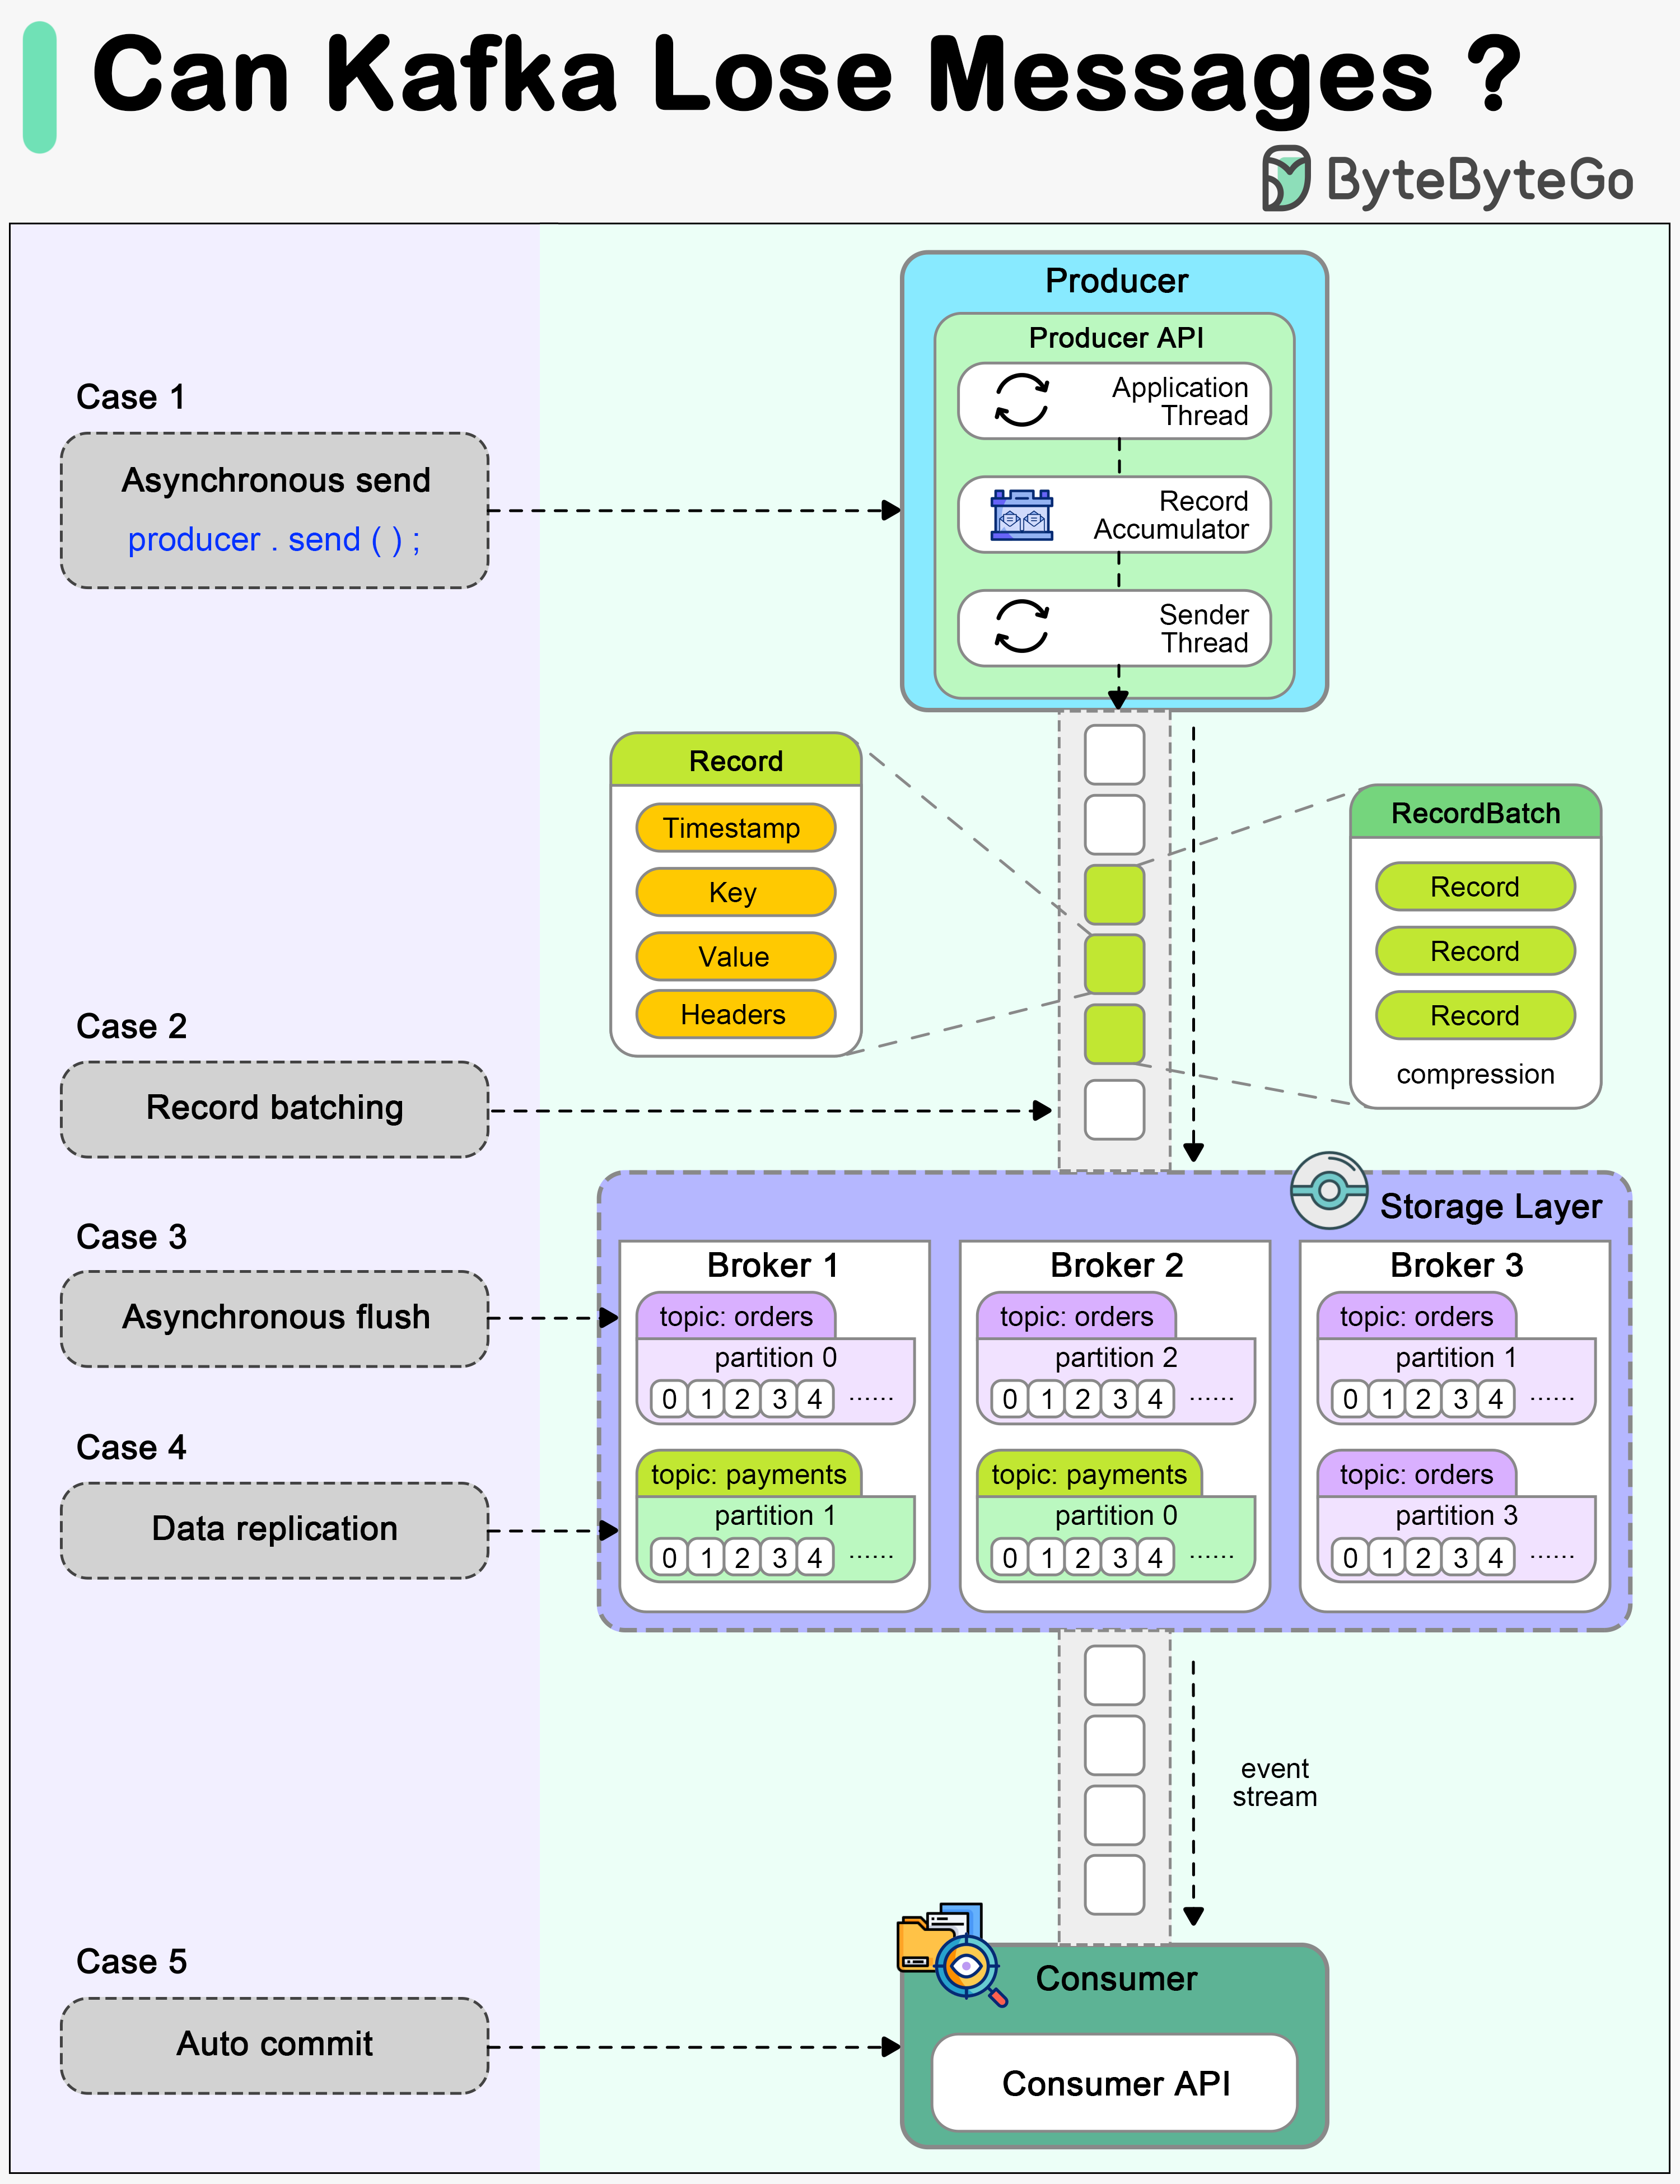 Can Kafka Lose Messages ?
ByteByteGo
Producer
Producer API
Application
Thread
Record
Accumulator
Sender
Thread
Case 1
Asynchronous send
producer . send ( ) ;
Record
Timestamp
Key
Value
Headers
RecordBatch
Record
Record
Record
compression
Case 2
Record batching
Storage Layer
Case 3
Asynchronous flush
Case 4
Data replication
Broker 1
topic: orders
partition 0
0 1 2 3 4 ......
topic: payments
partition 1
0 1 2 3 4 ......
Broker 2
topic: orders
partition 2
0 1 2 3 4 ......
topic: payments
partition 0
0 1 2 3 4 ......
Broker 3
topic: orders
partition 1
0 1 2 3 4 ......
topic: orders
partition 3
0 1 2 3 4 ......
event
stream
Case 5
Auto commit
Consumer
Consumer API